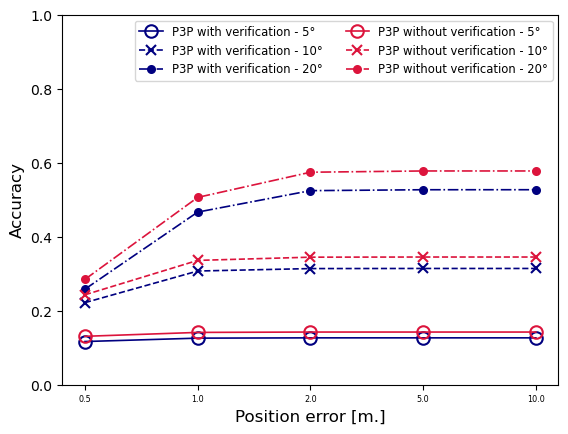 1.0
0.8
0.6
0.4
0.2
0.0
Accuracy
P3P with verification - 5°
P3P with verification - 10°
P3P with verification - 20°
P3P without verification - 5°
P3P without verification - 10°
P3P without verification - 20°
0.5 1.0 2.0 5.0 10.0
Position error [m.]